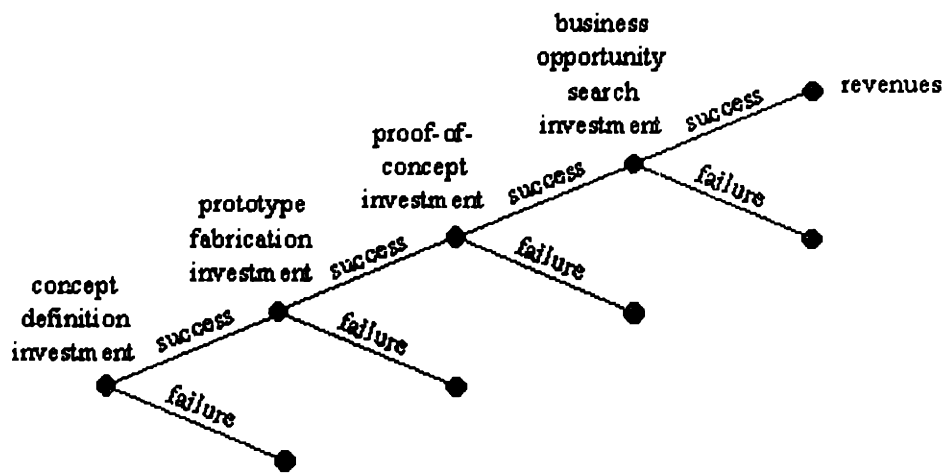 business
opportunity
search
investment
success
revenues
failure
proof-of-
concept
investment
success
failure
prototype
fabrication
investment
success
failure
concept
definition
investment
success
failure